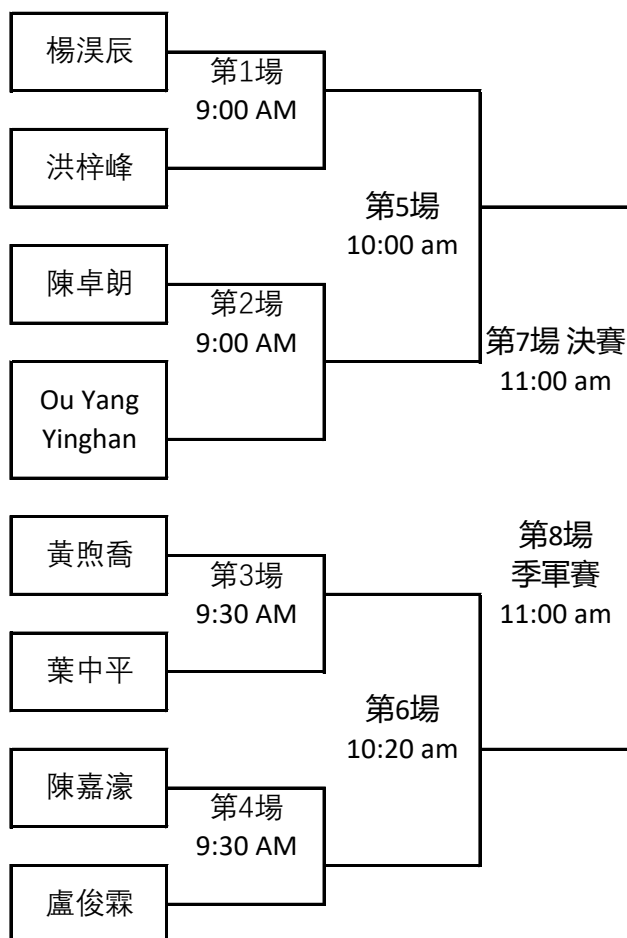 楊淏辰
第1場
9:00 AM
洪梓峰
第5場
10:00 am
陳卓朗
第2場
9:00 AM
第7場 決賽
11:00 am
Ou Yang
Yinghan
黃煦喬
第3場
9:30 AM
第8場
季軍賽
11:00 am
葉中平
第6場
10:20 am
陳嘉濠
第4場
9:30 AM
盧俊霖